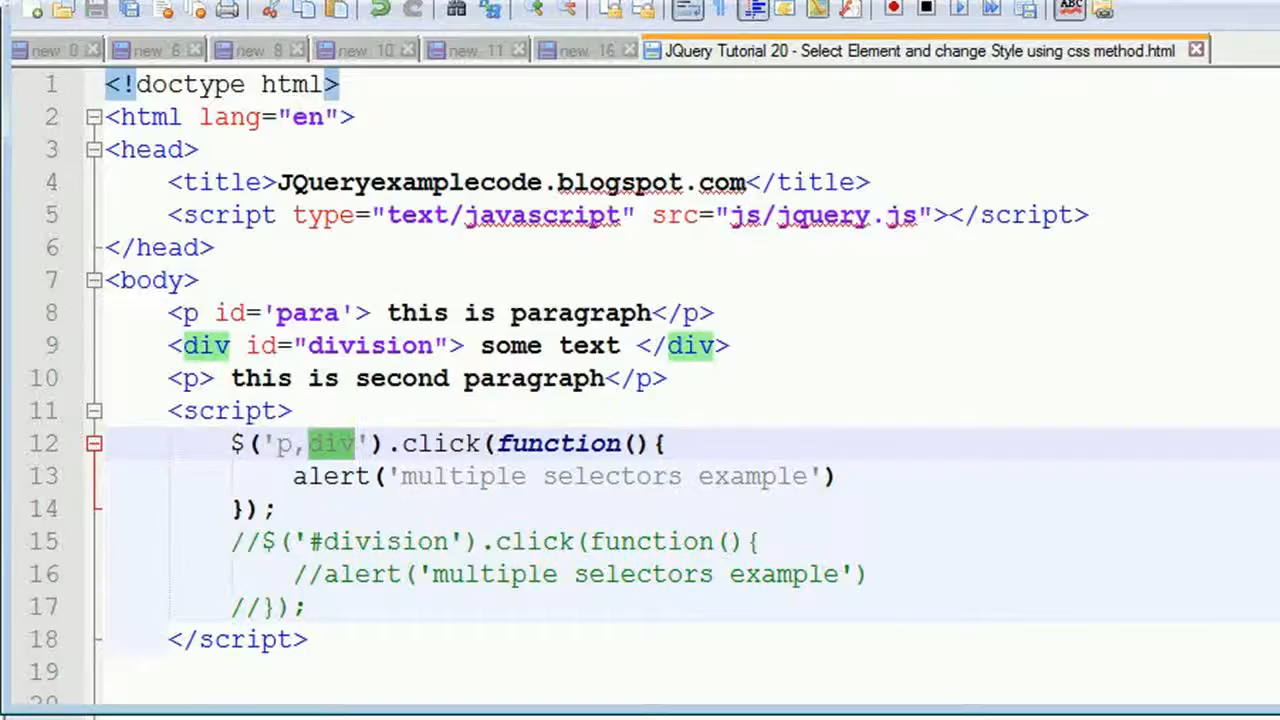 new 0 new 6 new 8 new 10 new 11 new 16 JQuery Tutorial 20 - Select Element and change Style using css method.html
1 <!doctype html>
2 <html lang="en">
3 <head>
4 <title>JQueryexamplecode.blogspot.com</title>
5 <script type="text/javascript" src="js/jquery.js"></script>
6 </head>
7 <body>
8 <p id='para'> this is paragraph</p>
9 <div id="division"> some text </div>
10 <p> this is second paragraph</p>
11 <script>
12 $('p,div').click(function(){
13 alert('multiple selectors example')
14 });
15 //$('#division').click(function(){
16 //alert('multiple selectors example')
17 //});
18 </script>
19
20